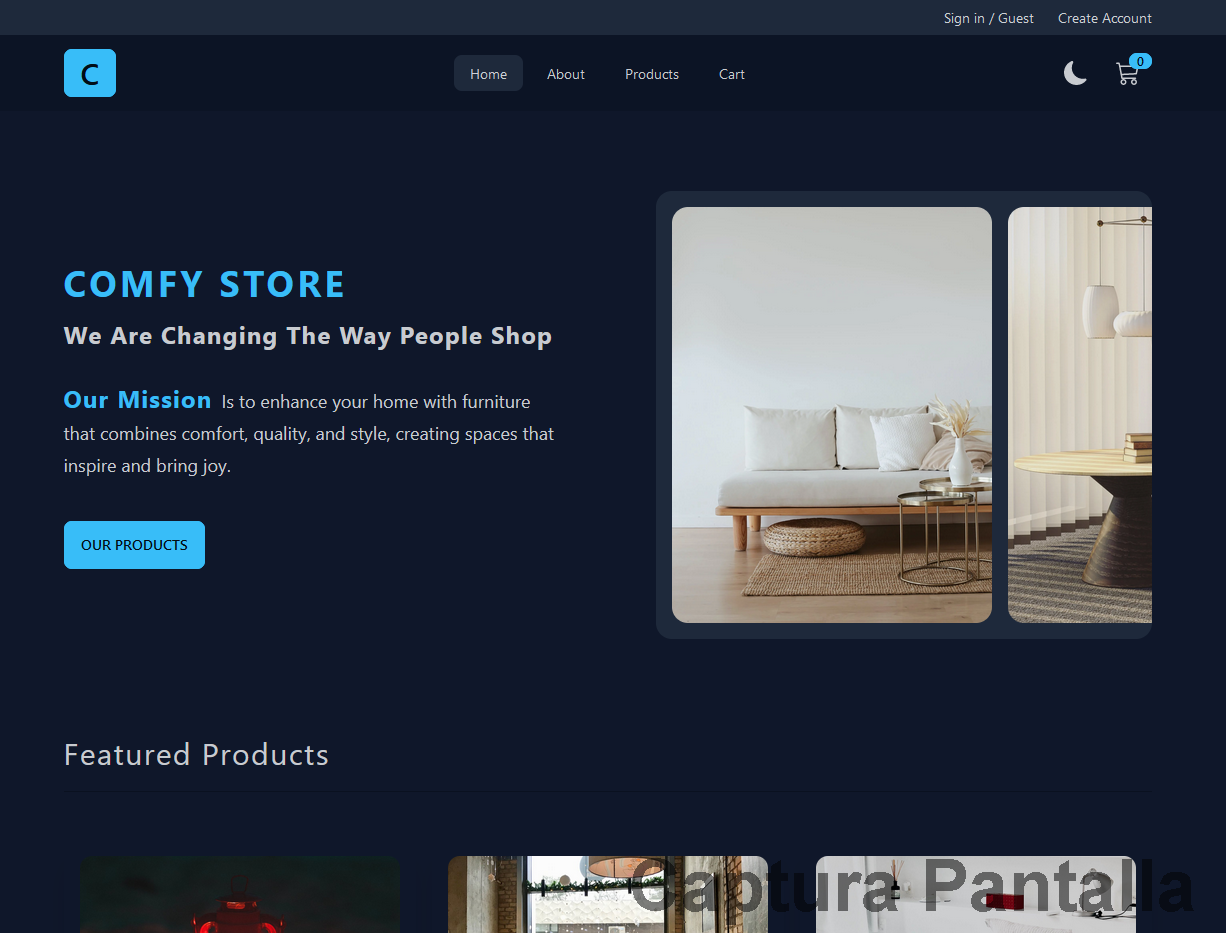 Sign in / Guest Create Account
C
Home About Products Cart
0
COMFY STORE
We Are Changing The Way People Shop
Our Mission Is to enhance your home with furniture
that combines comfort, quality, and style, creating spaces that
inspire and bring joy.
OUR PRODUCTS
Featured Products
Captura Pantalla